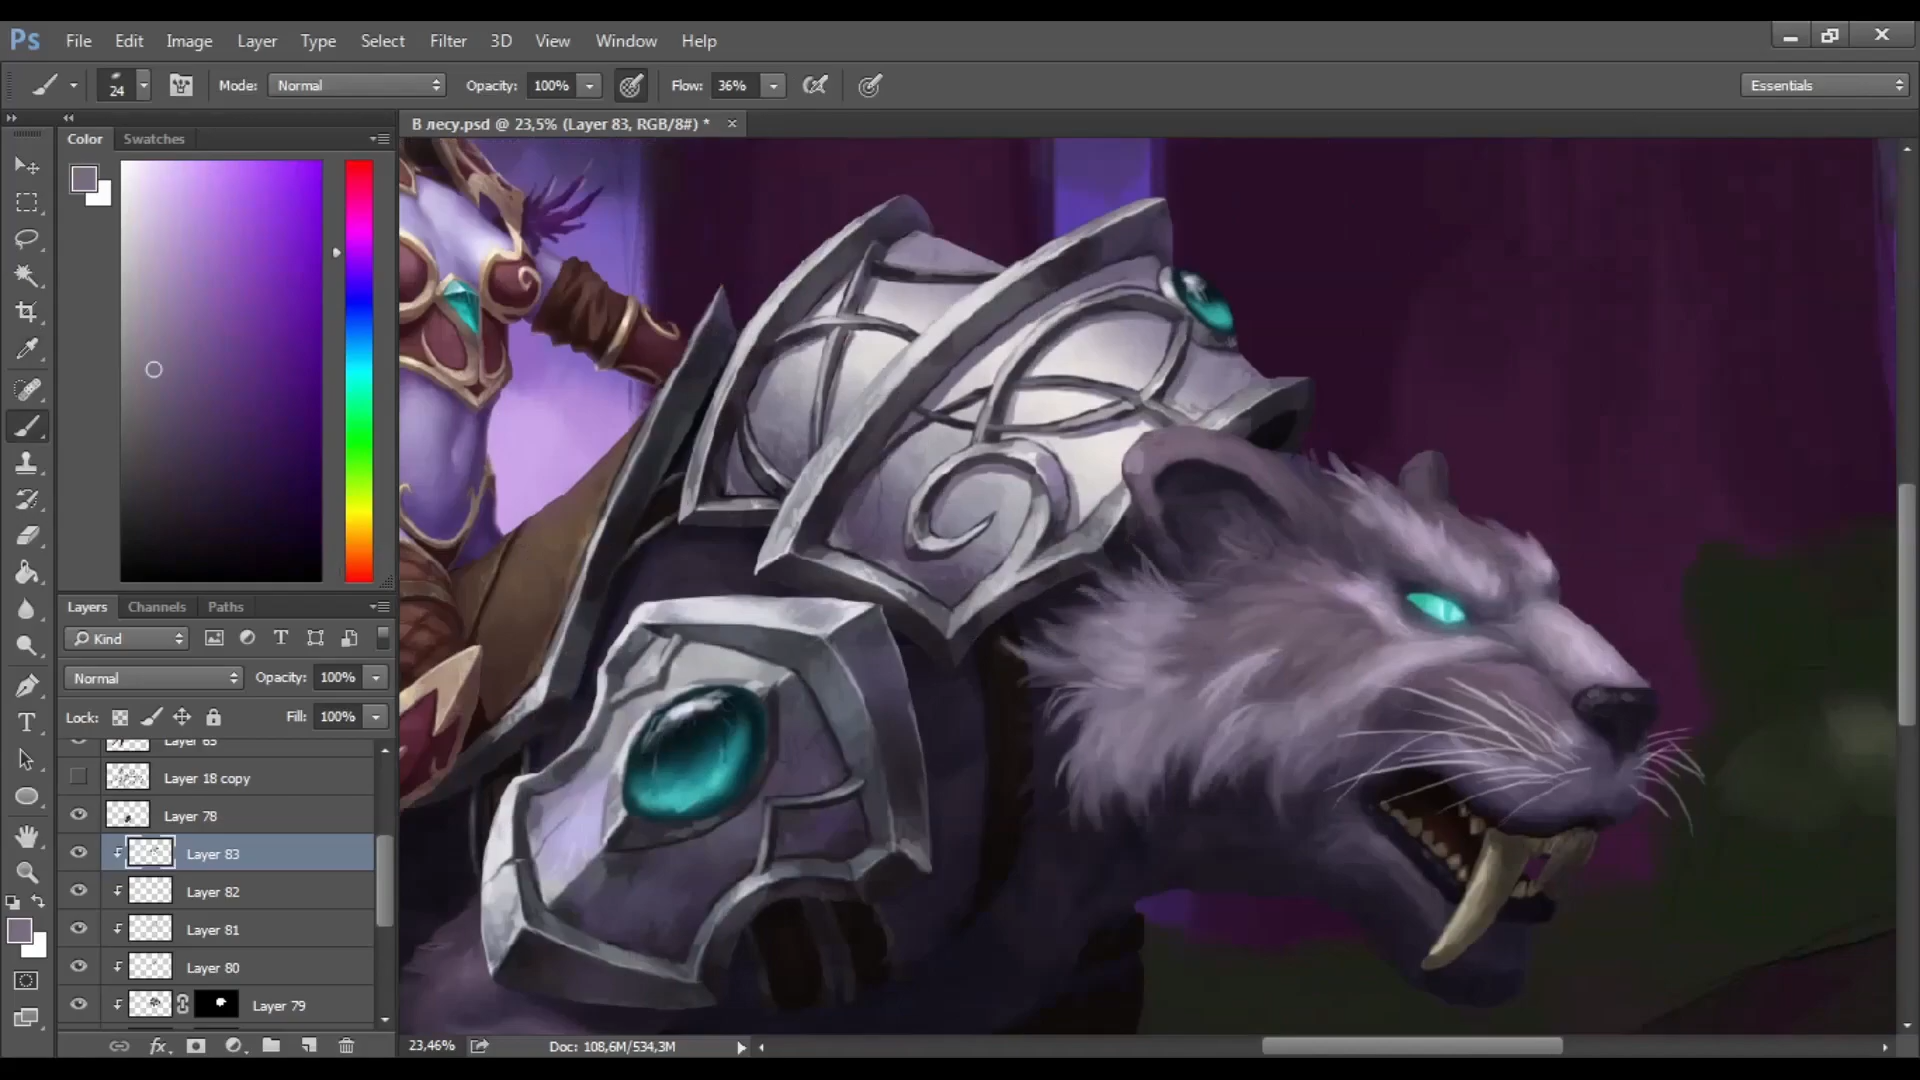 Ps File Edit Image Layer Type Select Filter 3D View Window Help
24 Mode: Normal Opacity: 100% Flow: 36% Essentials
В лесу.psd @ 23,5% (Layer 83, RGB/8#) * ×
Color Swatches
Layers Channels Paths
Kind
Normal Opacity: 100%
Lock: Fill: 100%
Layer 65
Layer 18 copy
Layer 78
Layer 83
Layer 82
Layer 81
Layer 80
Layer 79
fx
23,46% Doc: 108,6M/534,3M